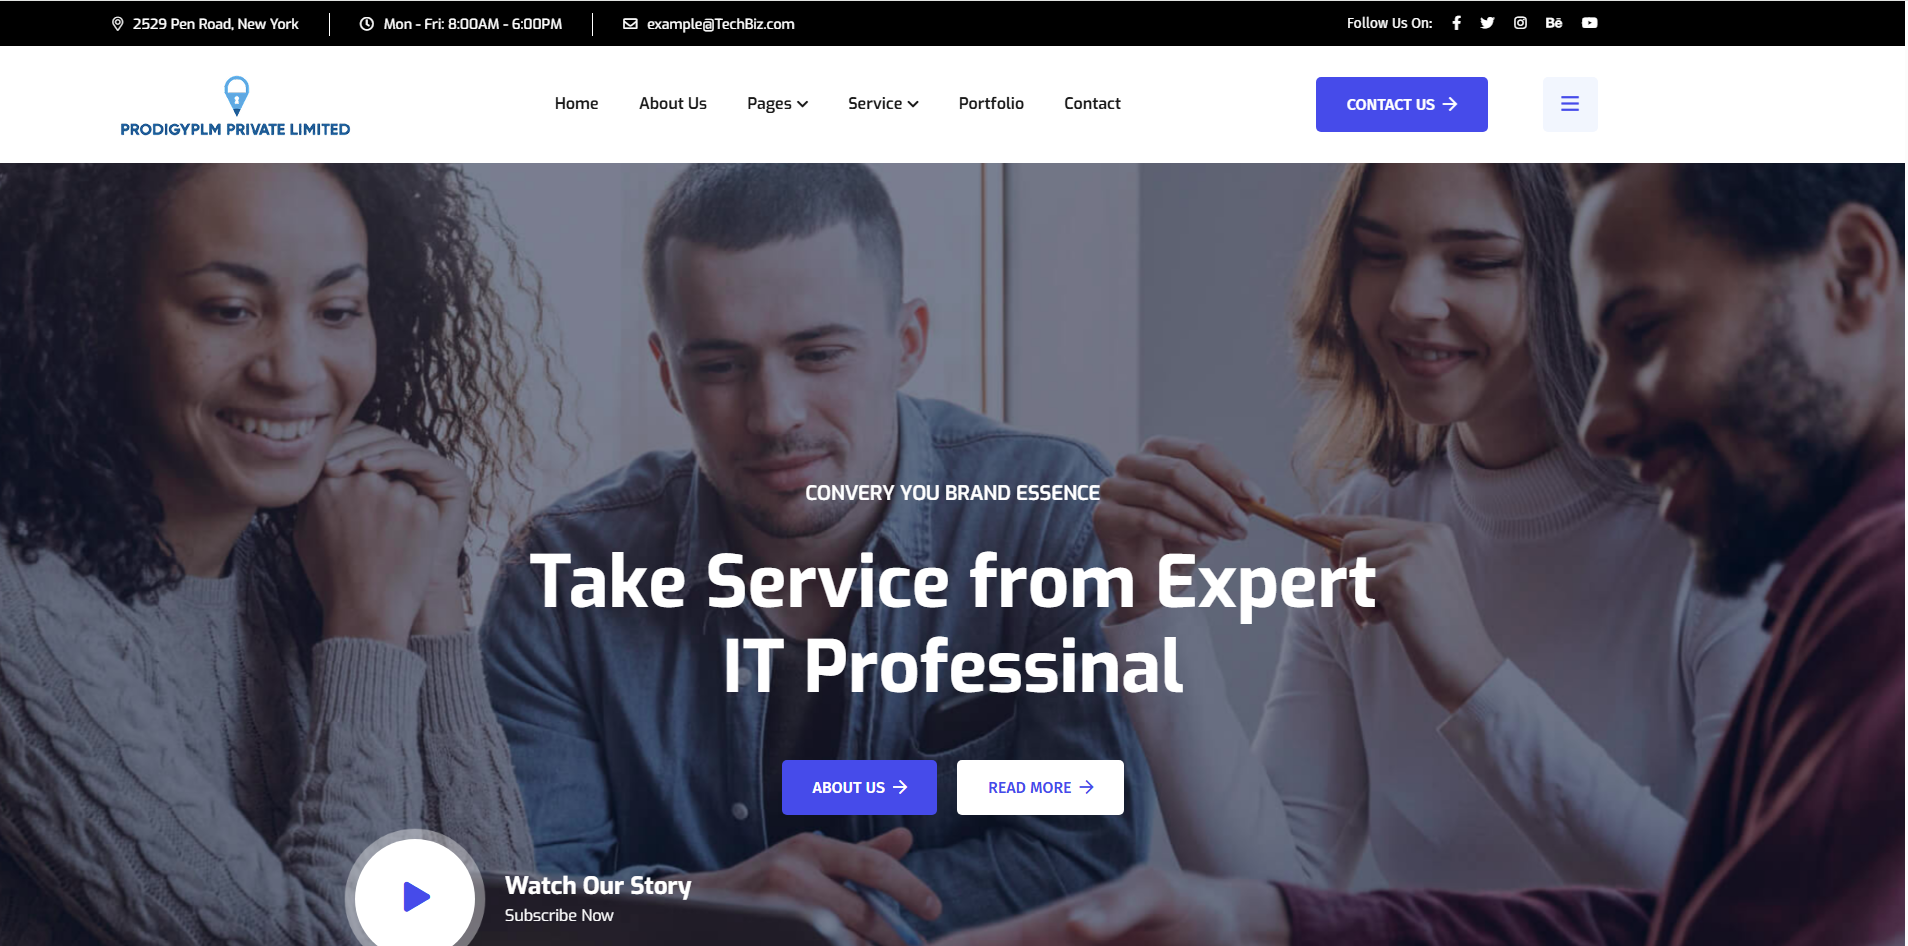 2529 Pen Road, New York
Mon - Fri: 8:00AM - 6:00PM
example@TechBiz.com
Follow Us On:
PRODIGYPLM PRIVATE LIMITED
Home
About Us
Pages
Service
Portfolio
Contact
CONTACT US
CONVERY YOU BRAND ESSENCE
Take Service from Expert
IT Professinal
ABOUT US
READ MORE
Watch Our Story
Subscribe Now